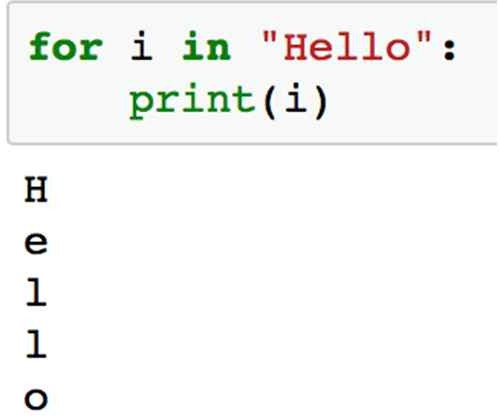 for i in "Hello":
    print(i)
H
e
l
l
o